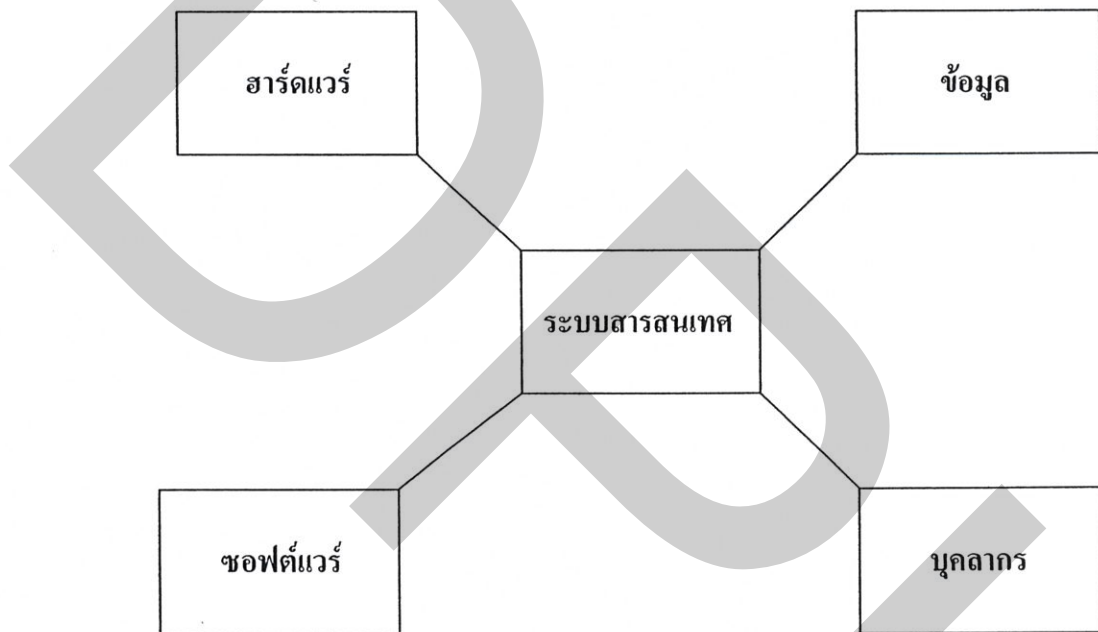 ฮาร์ดแวร์
ข้อมูล
ระบบสารสนเทศ
ซอฟต์แวร์
บุคลากร